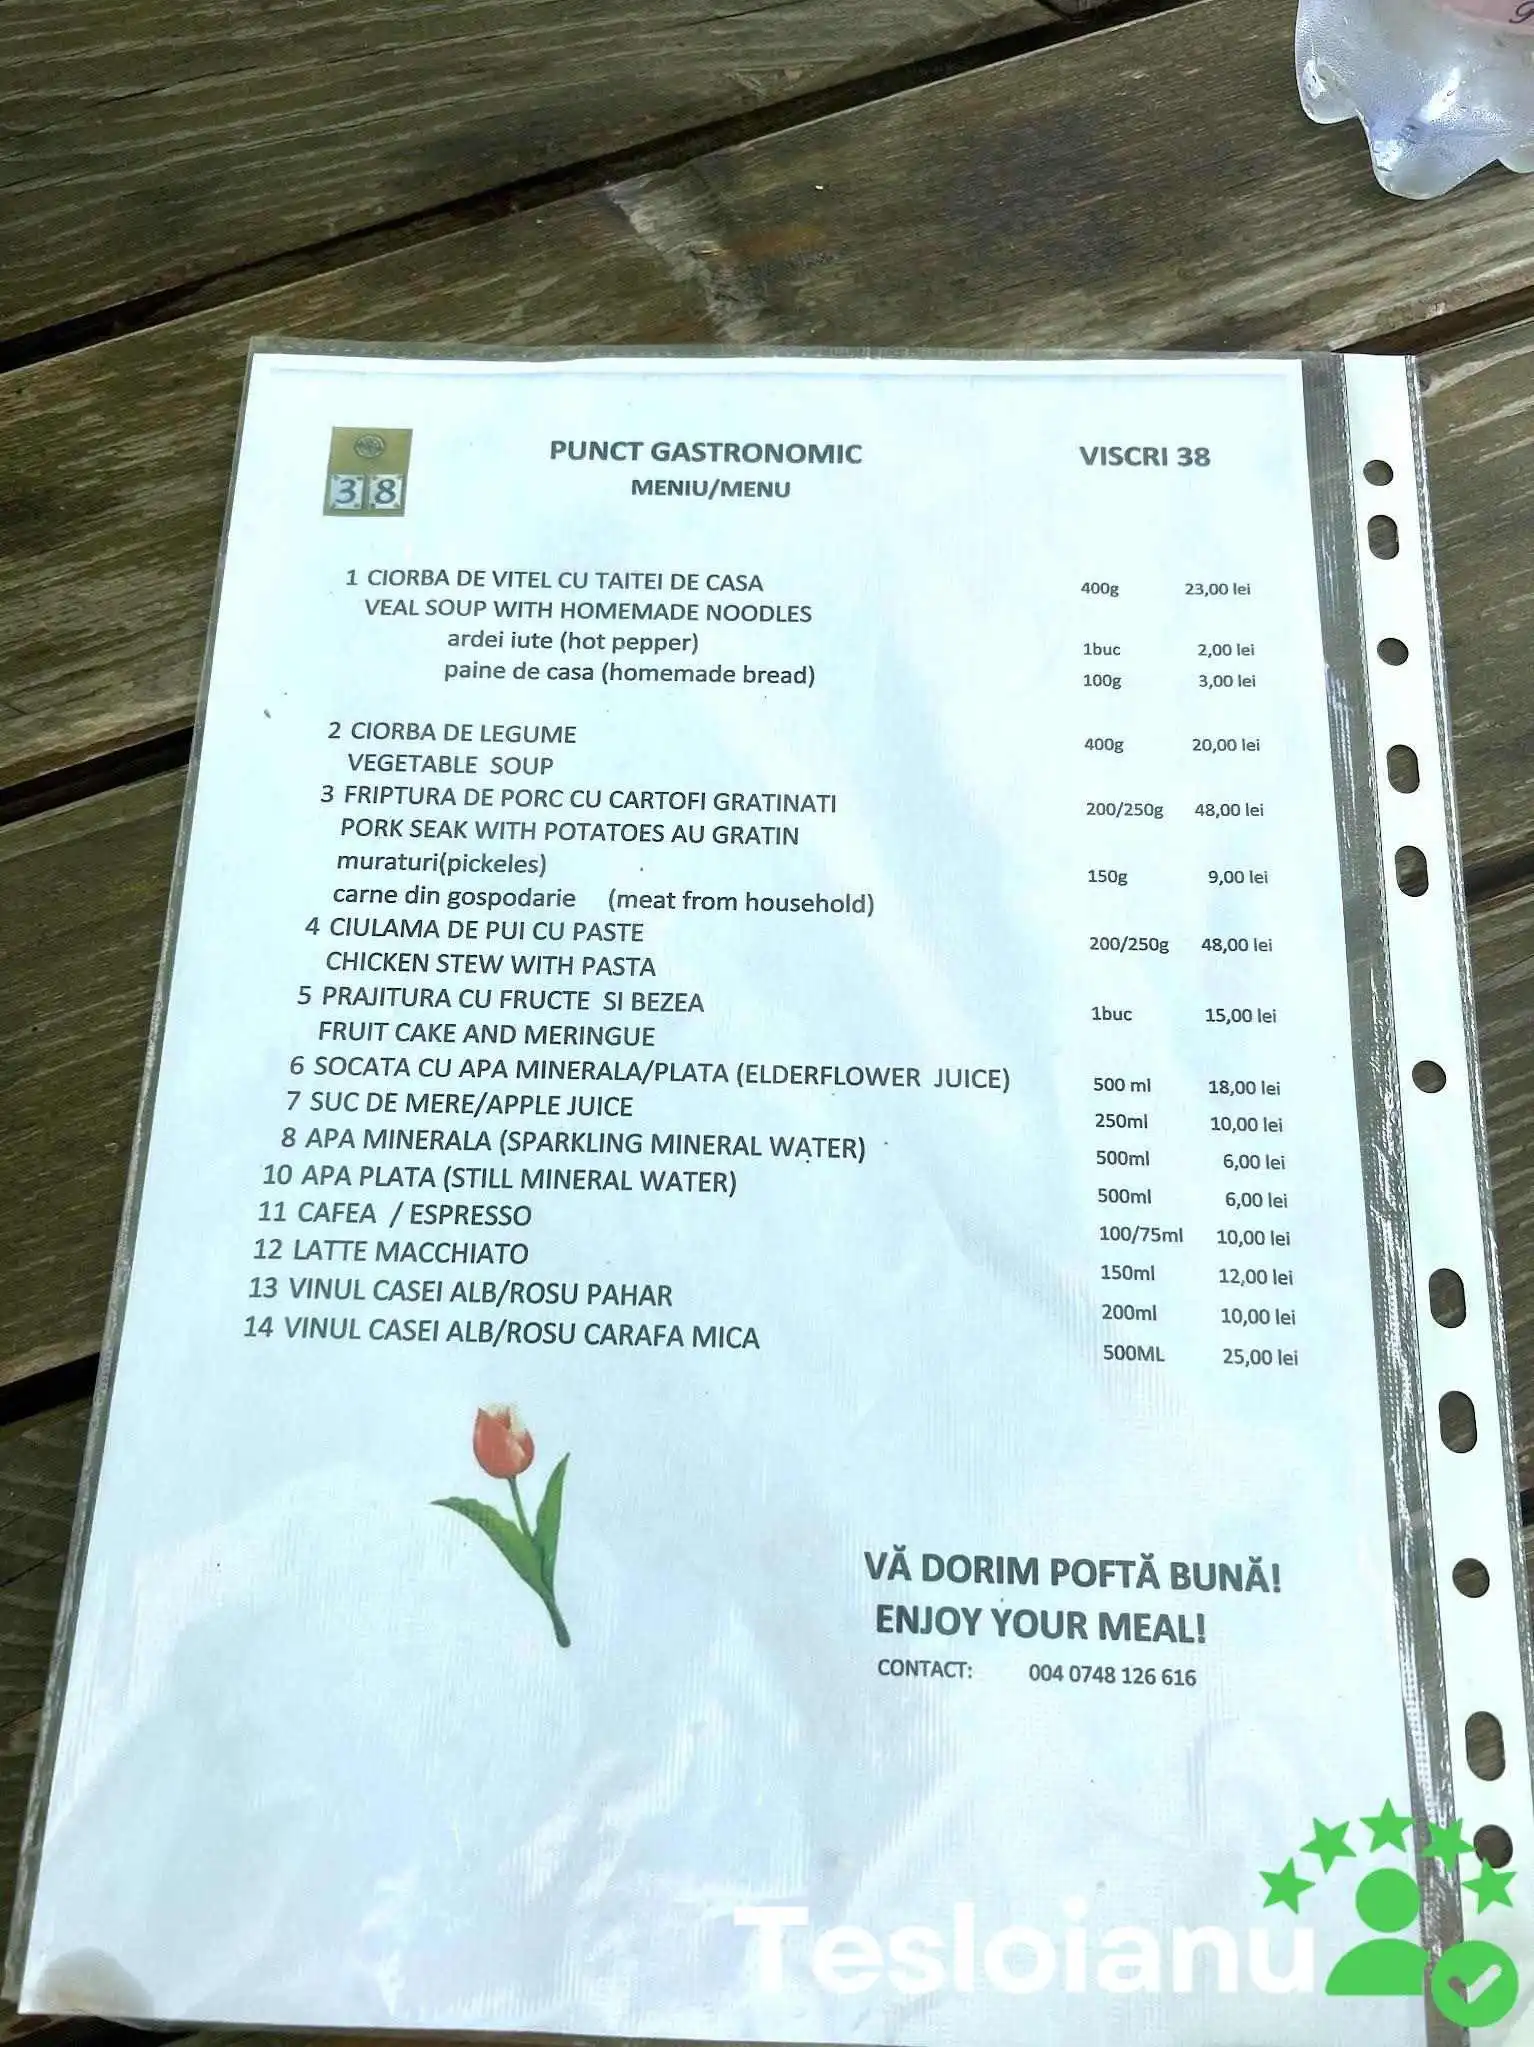 PUNCT GASTRONOMIC VISCRI 38
38 MENIU/MENU
1 CIORBA DE VITEL CU TAITEI DE CASA 400g 23,00 lei
VEAL SOUP WITH HOMEMADE NOODLES
ardei iute (hot pepper) 1buc 2,00 lei
paine de casa (homemade bread) 100g 3,00 lei
2 CIORBA DE LEGUME 400g 20,00 lei
VEGETABLE SOUP
3 FRIPTURA DE PORC CU CARTOFI GRATINATI 200/250g 48,00 lei
PORK SEAK WITH POTATOES AU GRATIN
muraturi(pickeles) 150g 9,00 lei
carne din gospodarie (meat from household)
4 CIULAMA DE PUI CU PASTE 200/250g 48,00 lei
CHICKEN STEW WITH PASTA
5 PRAJITURA CU FRUCTE SI BEZEA 1buc 15,00 lei
FRUIT CAKE AND MERINGUE
6 SOCATA CU APA MINERALA/PLATA (ELDERFLOWER JUICE) 500 ml 18,00 lei
7 SUC DE MERE/APPLE JUICE 250ml 10,00 lei
8 APA MINERALA (SPARKLING MINERAL WATER) 500ml 6,00 lei
10 APA PLATA (STILL MINERAL WATER) 500ml 6,00 lei
11 CAFEA / ESPRESSO 100/75ml 10,00 lei
12 LATTE MACCHIATO 150ml 12,00 lei
13 VINUL CASEI ALB/ROSU PAHAR 200ml 10,00 lei
14 VINUL CASEI ALB/ROSU CARAFA MICA 500ML 25,00 lei
VĂ DORIM POFTĂ BUNĂ!
ENJOY YOUR MEAL!
CONTACT: 004 0748 126 616
Tesloianu